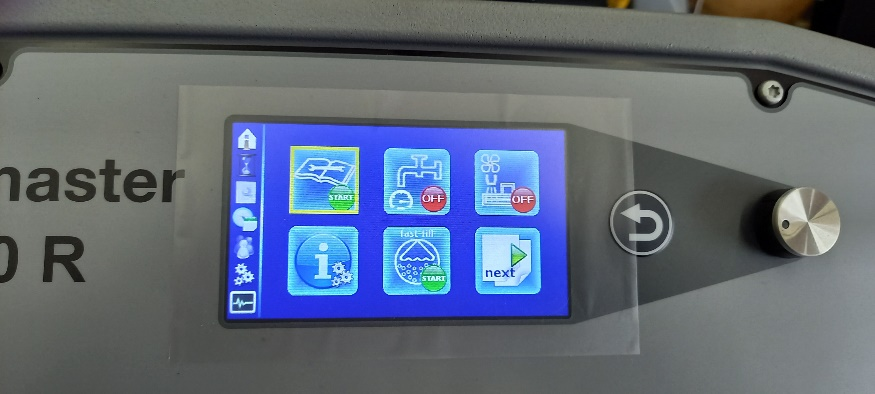 master
0 R
START
OFF
OFF
i
fast fill
START
next